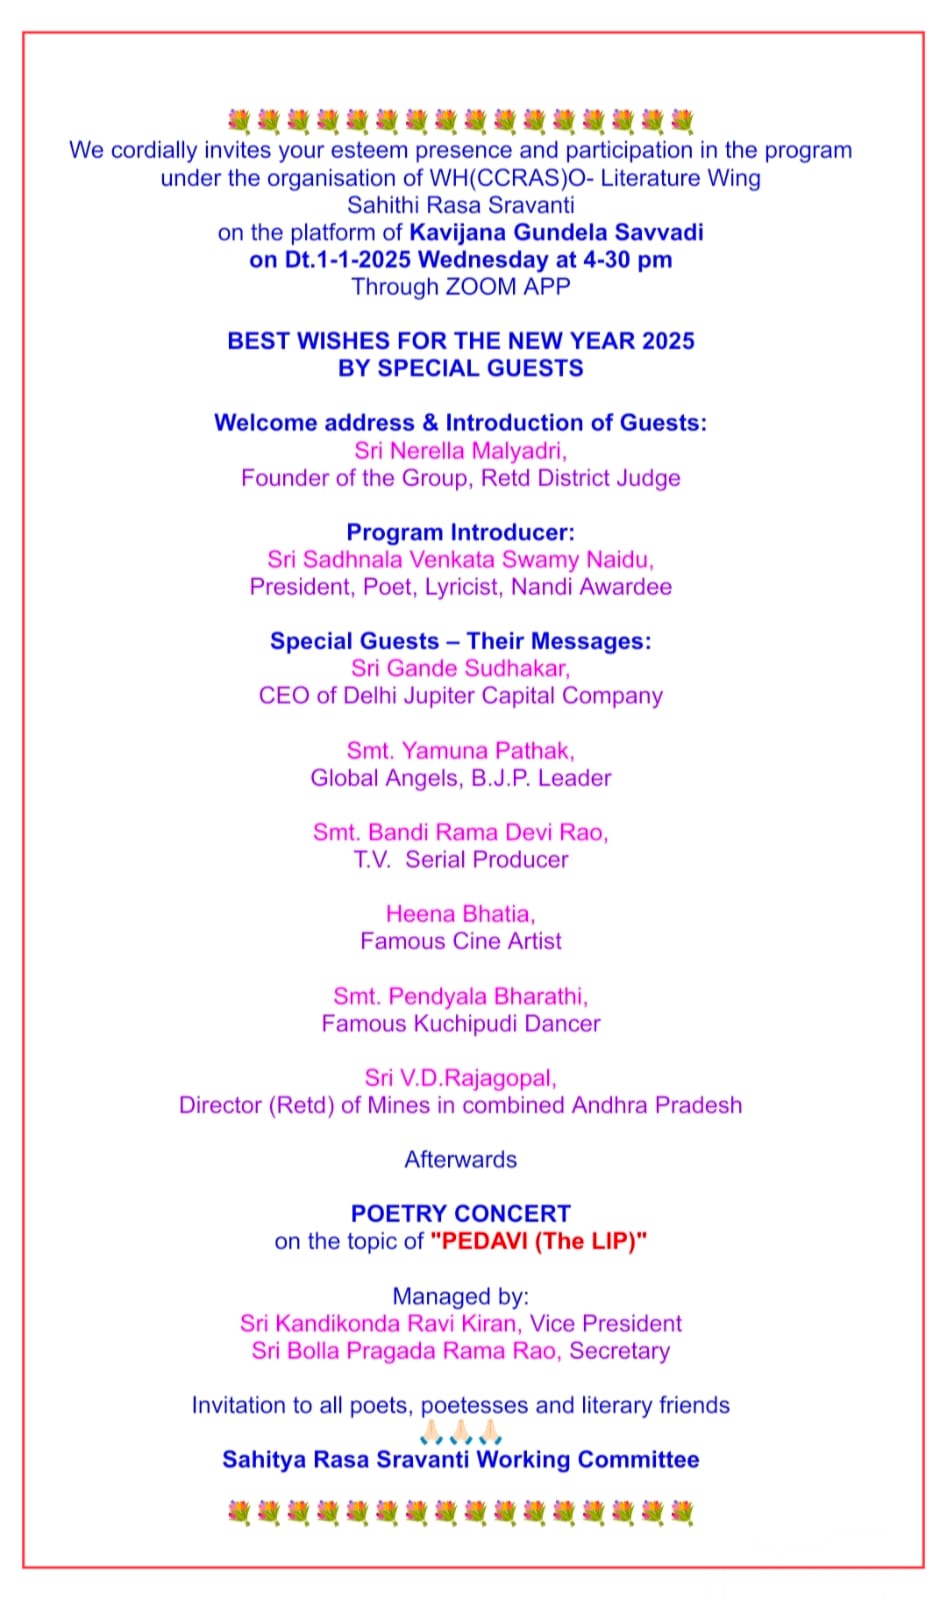 💐💐💐💐💐💐💐💐💐💐💐💐💐💐💐💐
We cordially invites your esteem presence and participation in the program
under the organisation of WH(CCRAS)O- Literature Wing
Sahithi Rasa Sravanti
on the platform of Kavijana Gundela Savvadi
on Dt.1-1-2025 Wednesday at 4-30 pm
Through ZOOM APP
BEST WISHES FOR THE NEW YEAR 2025
BY SPECIAL GUESTS
Welcome address & Introduction of Guests:
Sri Nerella Malyadri,
Founder of the Group, Retd District Judge
Program Introducer:
Sri Sadhnala Venkata Swamy Naidu,
President, Poet, Lyricist, Nandi Awardee
Special Guests – Their Messages:
Sri Gande Sudhakar,
CEO of Delhi Jupiter Capital Company
Smt. Yamuna Pathak,
Global Angels, B.J.P. Leader
Smt. Bandi Rama Devi Rao,
T.V.  Serial Producer
Heena Bhatia,
Famous Cine Artist
Smt. Pendyala Bharathi,
Famous Kuchipudi Dancer
Sri V.D.Rajagopal,
Director (Retd) of Mines in combined Andhra Pradesh
Afterwards
POETRY CONCERT
on the topic of "PEDAVI (The LIP)"
Managed by:
Sri Kandikonda Ravi Kiran, Vice President
Sri Bolla Pragada Rama Rao, Secretary
Invitation to all poets, poetesses and literary friends
🙏🏻🙏🏻🙏🏻
Sahitya Rasa Sravanti Working Committee
💐💐💐💐💐💐💐💐💐💐💐💐💐💐💐💐